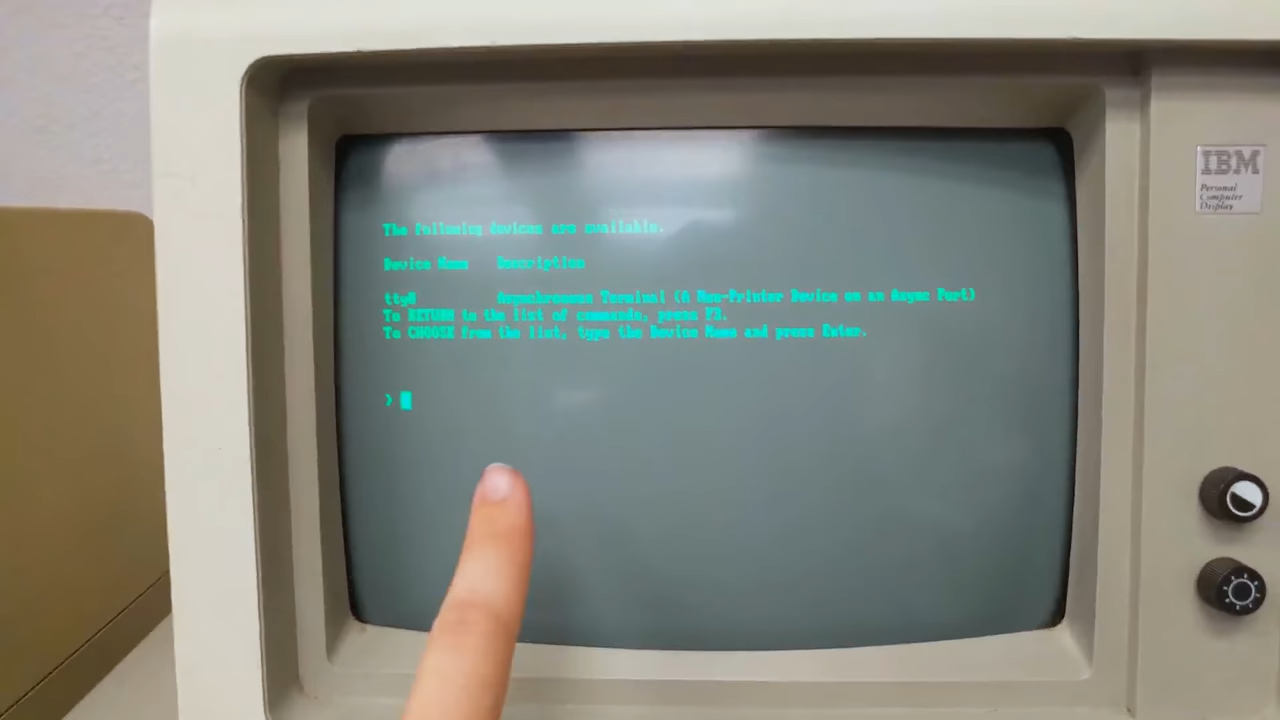 The following devices are available.
Device Name Description
tty0 Asynchronous Terminal (A Non-Printer Device on an Async Port)
To RETURN to the list of commands, press F3.
To CHOOSE from the list, type the Device Name and press Enter.
>
IBM
Personal
Computer
Display